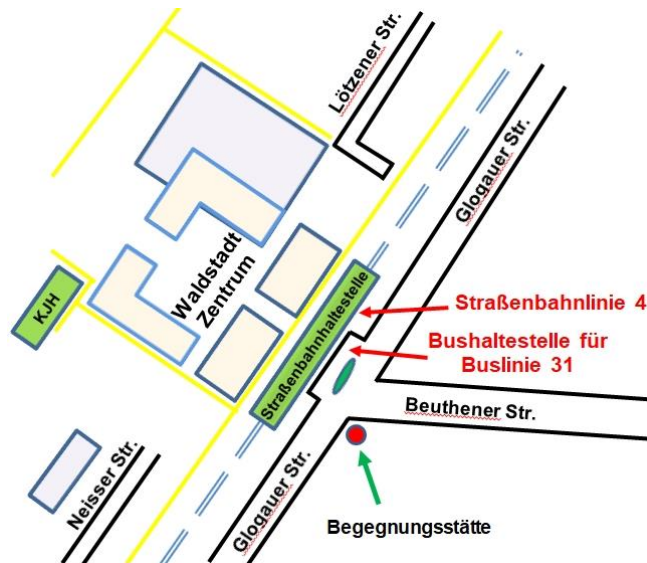 Lötzener Str.
Glogauer Str.
Waldstadt
Zentrum
KJH
Straßenbahnhaltestelle
Straßenbahnlinie 4
Bushaltestelle für
Buslinie 31
Beuthener Str.
Neisser Str.
Glogauer Str.
Begegnungsstätte